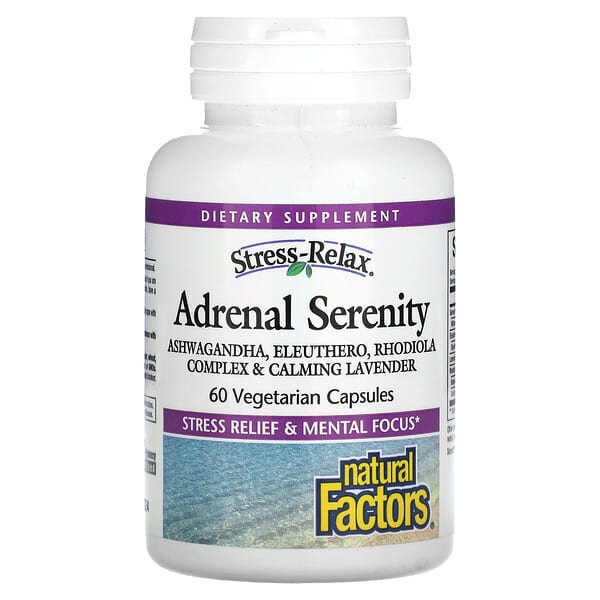 DIETARY SUPPLEMENT
Stress-Relax®
Adrenal Serenity
ASHWAGANDHA, ELEUTHERO, RHODIOLA
COMPLEX & CALMING LAVENDER
60 Vegetarian Capsules
STRESS RELIEF & MENTAL FOCUS*
natural
Factors®